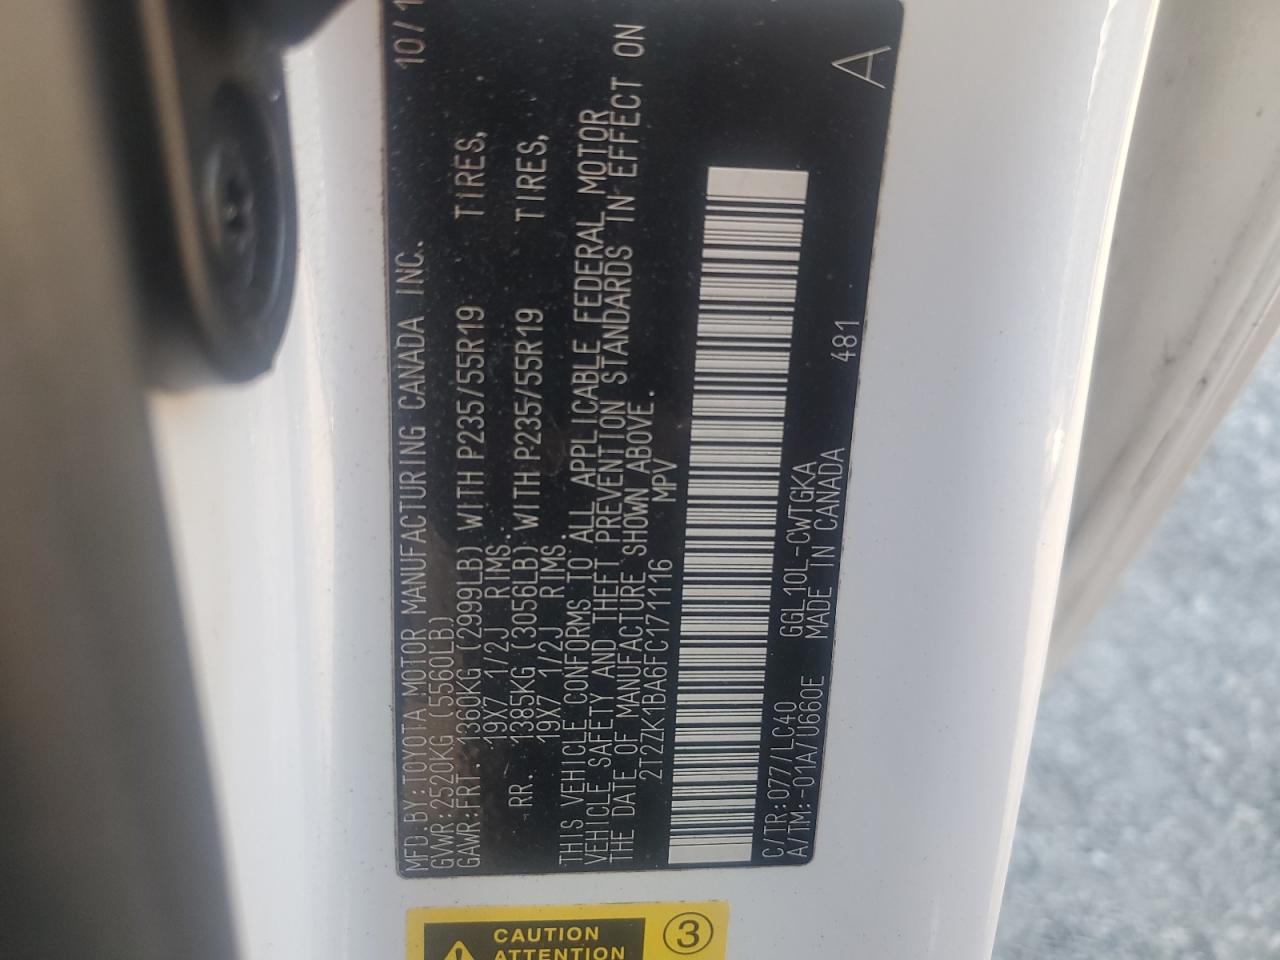 MFD.BY:TOYOTA MOTOR MANUFACTURING CANADA INC. 10/1
GVWR:2520KG (5560LB)
GAWR:FRT. 1360KG (2999LB) WITH P235/55R19 TIRES,
19X7 1/2J RIMS.
RR. 1385KG (3056LB) WITH P235/55R19 TIRES,
19X7 1/2J RIMS.
THIS VEHICLE CONFORMS TO ALL APPLICABLE FEDERAL MOTOR
VEHICLE SAFETY AND THEFT PREVENTION STANDARDS IN EFFECT ON
THE DATE OF MANUFACTURE SHOWN ABOVE.
2T2ZK1BA6FC171116 MPV
C/TR:077/LC40 GGL10L-CWTGKA 481 A
A/TM:-01A/U660E MADE IN CANADA
CAUTION
ATTENTION
3